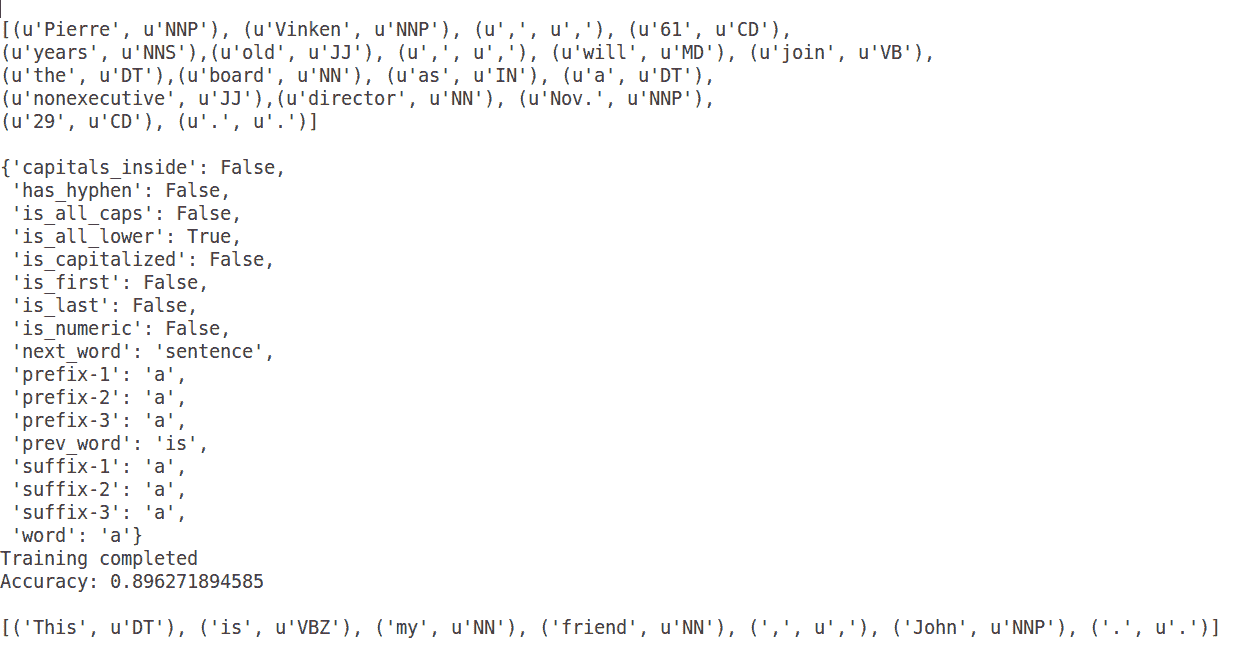 [(u'Pierre', u'NNP'), (u'Vinken', u'NNP'), (u',', u','), (u'61', u'CD'),
(u'years', u'NNS'),(u'old', u'JJ'), (u',', u','), (u'will', u'MD'), (u'join', u'VB'),
(u'the', u'DT'),(u'board', u'NN'), (u'as', u'IN'), (u'a', u'DT'),
(u'nonexecutive', u'JJ'),(u'director', u'NN'), (u'Nov.', u'NNP'),
(u'29', u'CD'), (u'.', u'.')]

{'capitals_inside': False,
 'has_hyphen': False,
 'is_all_caps': False,
 'is_all_lower': True,
 'is_capitalized': False,
 'is_first': False,
 'is_last': False,
 'is_numeric': False,
 'next_word': 'sentence',
 'prefix-1': 'a',
 'prefix-2': 'a',
 'prefix-3': 'a',
 'prev_word': 'is',
 'suffix-1': 'a',
 'suffix-2': 'a',
 'suffix-3': 'a',
 'word': 'a'}
Training completed
Accuracy: 0.896271894585

[('This', u'DT'), ('is', u'VBZ'), ('my', u'NN'), ('friend', u'NN'), (',', u','), ('John', u'NNP'), ('.', u'.')]